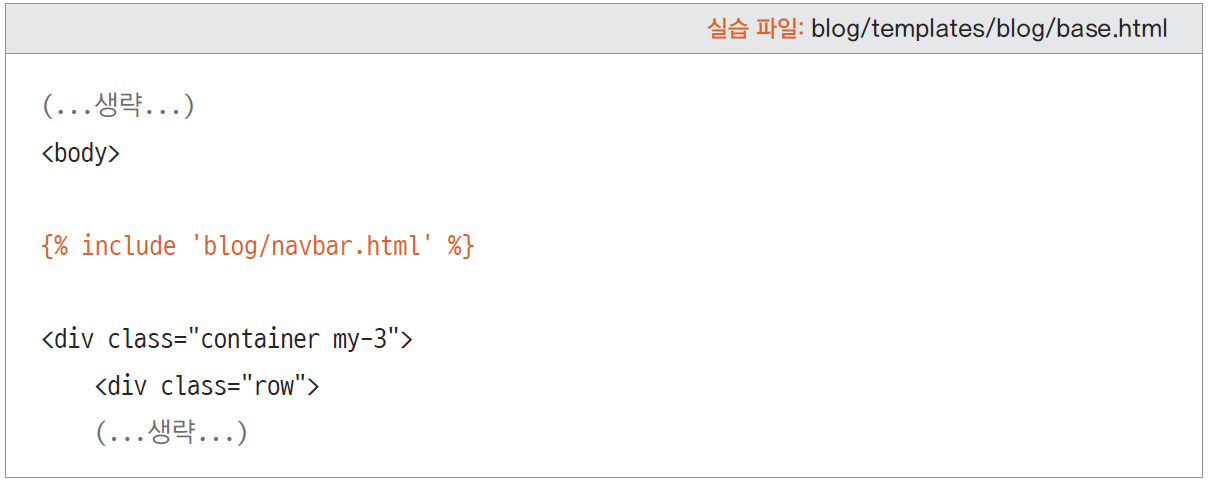 실습 파일: blog/templates/blog/base.html
(...생략...)
<body>
{% include 'blog/navbar.html' %}
<div class="container my-3">
<div class="row">
(...생략...)